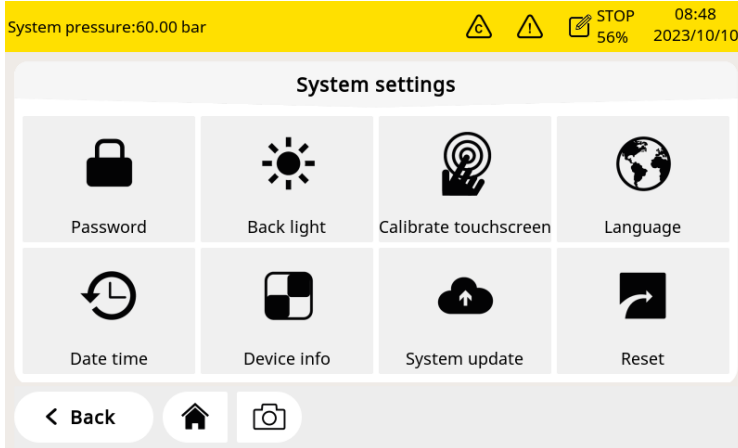 System pressure:60.00 bar
C
!
STOP
56%
08:48
2023/10/10
System settings
Password
Back light
Calibrate touchscreen
Language
Date time
Device info
System update
Reset
Back